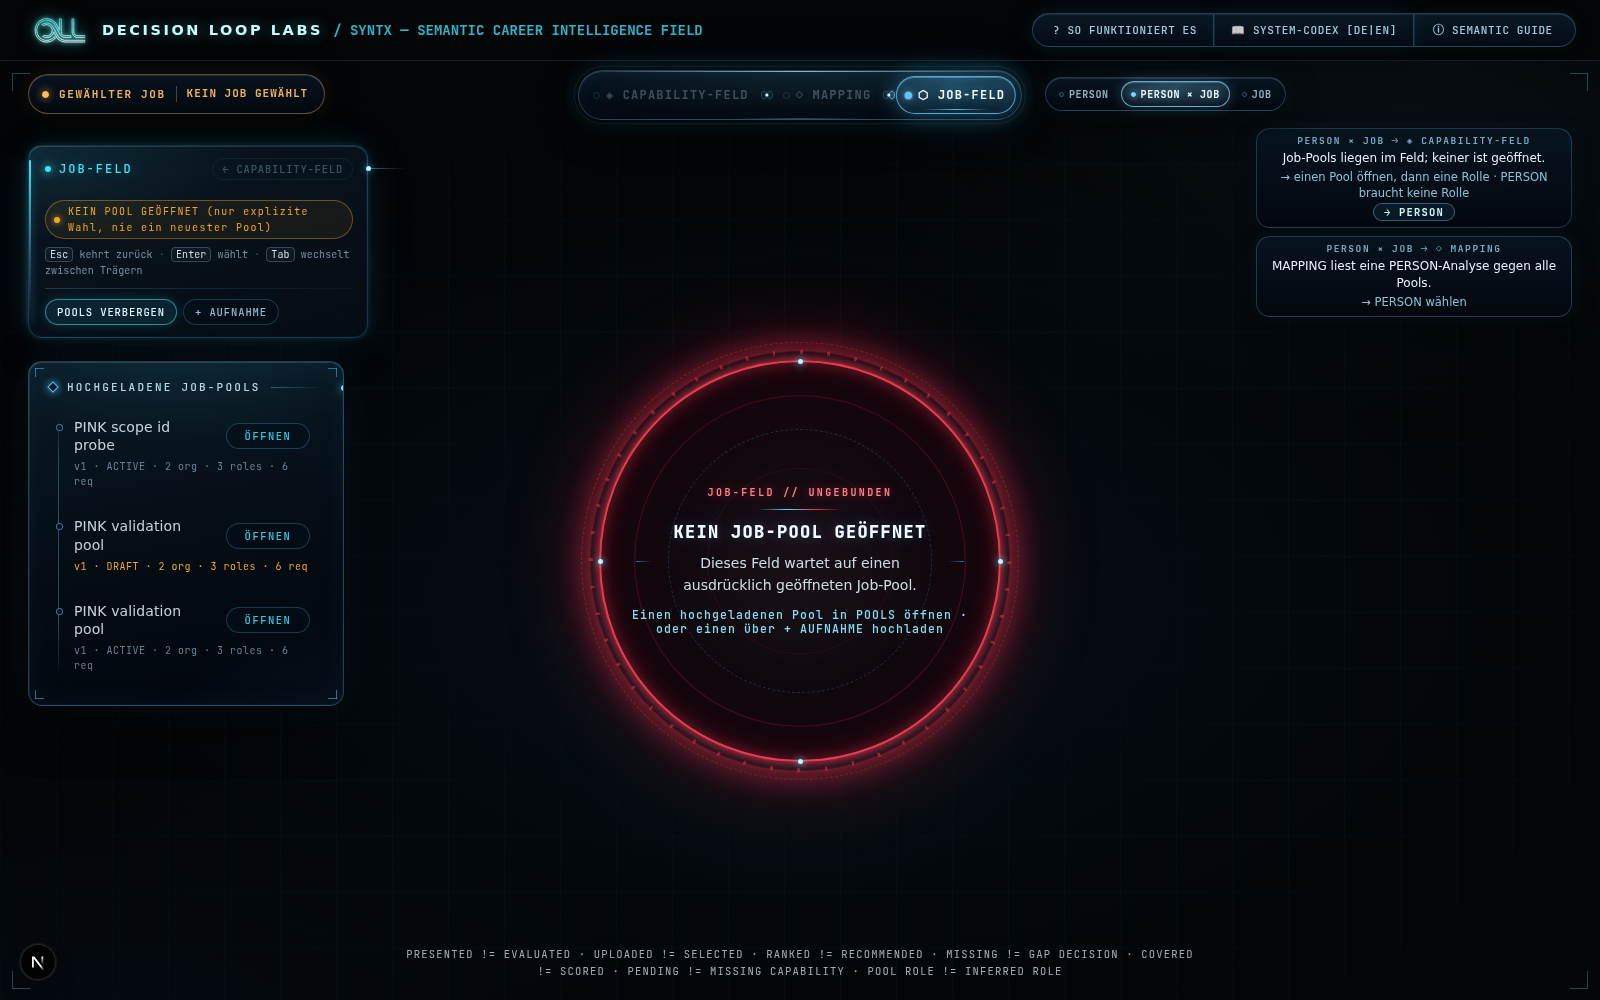 DECISION LOOP LABS / SYNTX — SEMANTIC CAREER INTELLIGENCE FIELD
? SO FUNKTIONIERT ES
SYSTEM-CODEX [DE|EN]
SEMANTIC GUIDE
GEWÄHLTER JOB | KEIN JOB GEWÄHLT
CAPABILITY-FELD
MAPPING
JOB-FELD
PERSON
PERSON × JOB
JOB
JOB-FELD
← CAPABILITY-FELD
KEIN POOL GEÖFFNET (nur explizite
Wahl, nie ein neuester Pool)
Esc kehrt zurück · Enter wählt · Tab wechselt
zwischen Trägern
POOLS VERBERGEN
+ AUFNAHME
HOCHGELADENE JOB-POOLS
PINK scope id
probe
ÖFFNEN
v1 · ACTIVE · 2 org · 3 roles · 6
req
PINK validation
pool
ÖFFNEN
v1 · DRAFT · 2 org · 3 roles · 6 req
PINK validation
pool
ÖFFNEN
v1 · ACTIVE · 2 org · 3 roles · 6
req
PERSON × JOB → ◈ CAPABILITY-FELD
Job-Pools liegen im Feld; keiner ist geöffnet.
→ einen Pool öffnen, dann eine Rolle · PERSON
braucht keine Rolle
→ PERSON
PERSON × JOB → ◇ MAPPING
MAPPING liest eine PERSON-Analyse gegen alle
Pools.
→ PERSON wählen
JOB-FELD // UNGEBUNDEN
KEIN JOB-POOL GEÖFFNET
Dieses Feld wartet auf einen
ausdrücklich geöffneten Job-Pool.
Einen hochgeladenen Pool in POOLS öffnen ·
oder einen über + AUFNAHME hochladen
PRESENTED != EVALUATED · UPLOADED != SELECTED · RANKED != RECOMMENDED · MISSING != GAP DECISION · COVERED
!= SCORED · PENDING != MISSING CAPABILITY · POOL ROLE != INFERRED ROLE